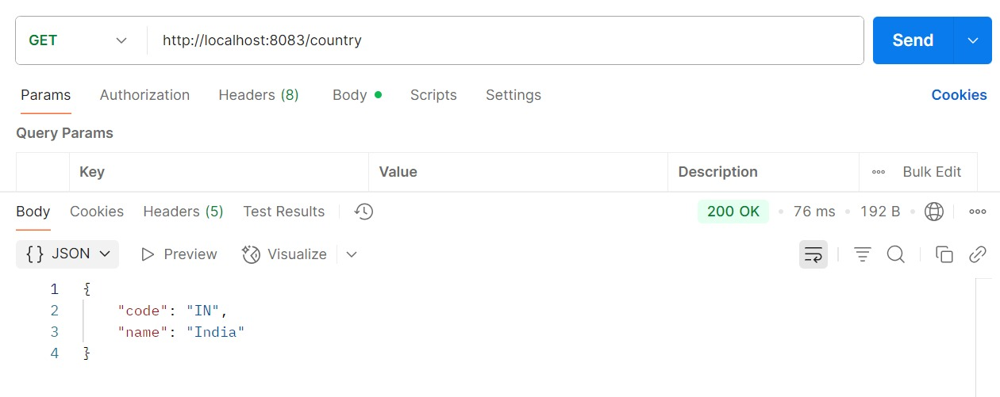 GET http://localhost:8083/country Send
Params Authorization Headers (8) Body Scripts Settings Cookies
Query Params
Key Value Description Bulk Edit
Body Cookies Headers (5) Test Results 200 OK • 76 ms • 192 B •
{ } JSON Preview Visualize
1 {
2 "code": "IN",
3 "name": "India"
4 }